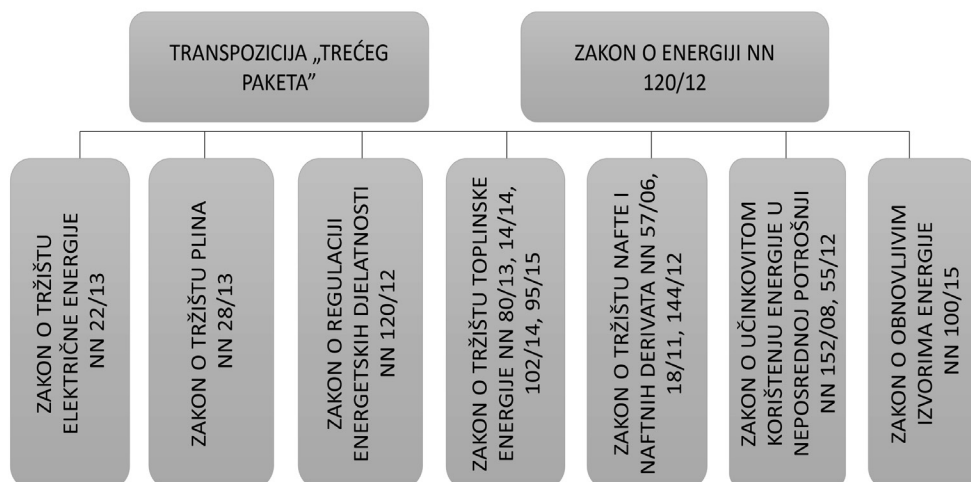 TRANSPOZICIJA „TREĆEG
PAKETA”
ZAKON O ENERGIJI NN
120/12
ZAKON O TRŽIŠTU
ELEKTRIČNE ENERGIJE
NN 22/13
ZAKON O TRŽIŠTU PLINA
NN 28/13
ZAKON O REGULACIJI
ENERGETSKIH DJELATNOSTI
NN 120/12
ZAKON O TRŽIŠTU TOPLINSKE
ENERGIJE NN 80/13, 14/14,
102/14, 95/15
ZAKON O TRŽIŠTU NAFTE I
NAFTNIH DERIVATA NN 57/06,
18/11, 144/12
ZAKON O UČINKOVITOM
KORIŠTENJU ENERGIJE U
NEPOSREDNOJ POTROŠNJI
NN 152/08, 55/12
ZAKON O OBNOVLJIVIM
IZVORIMA ENERGIJE
NN 100/15